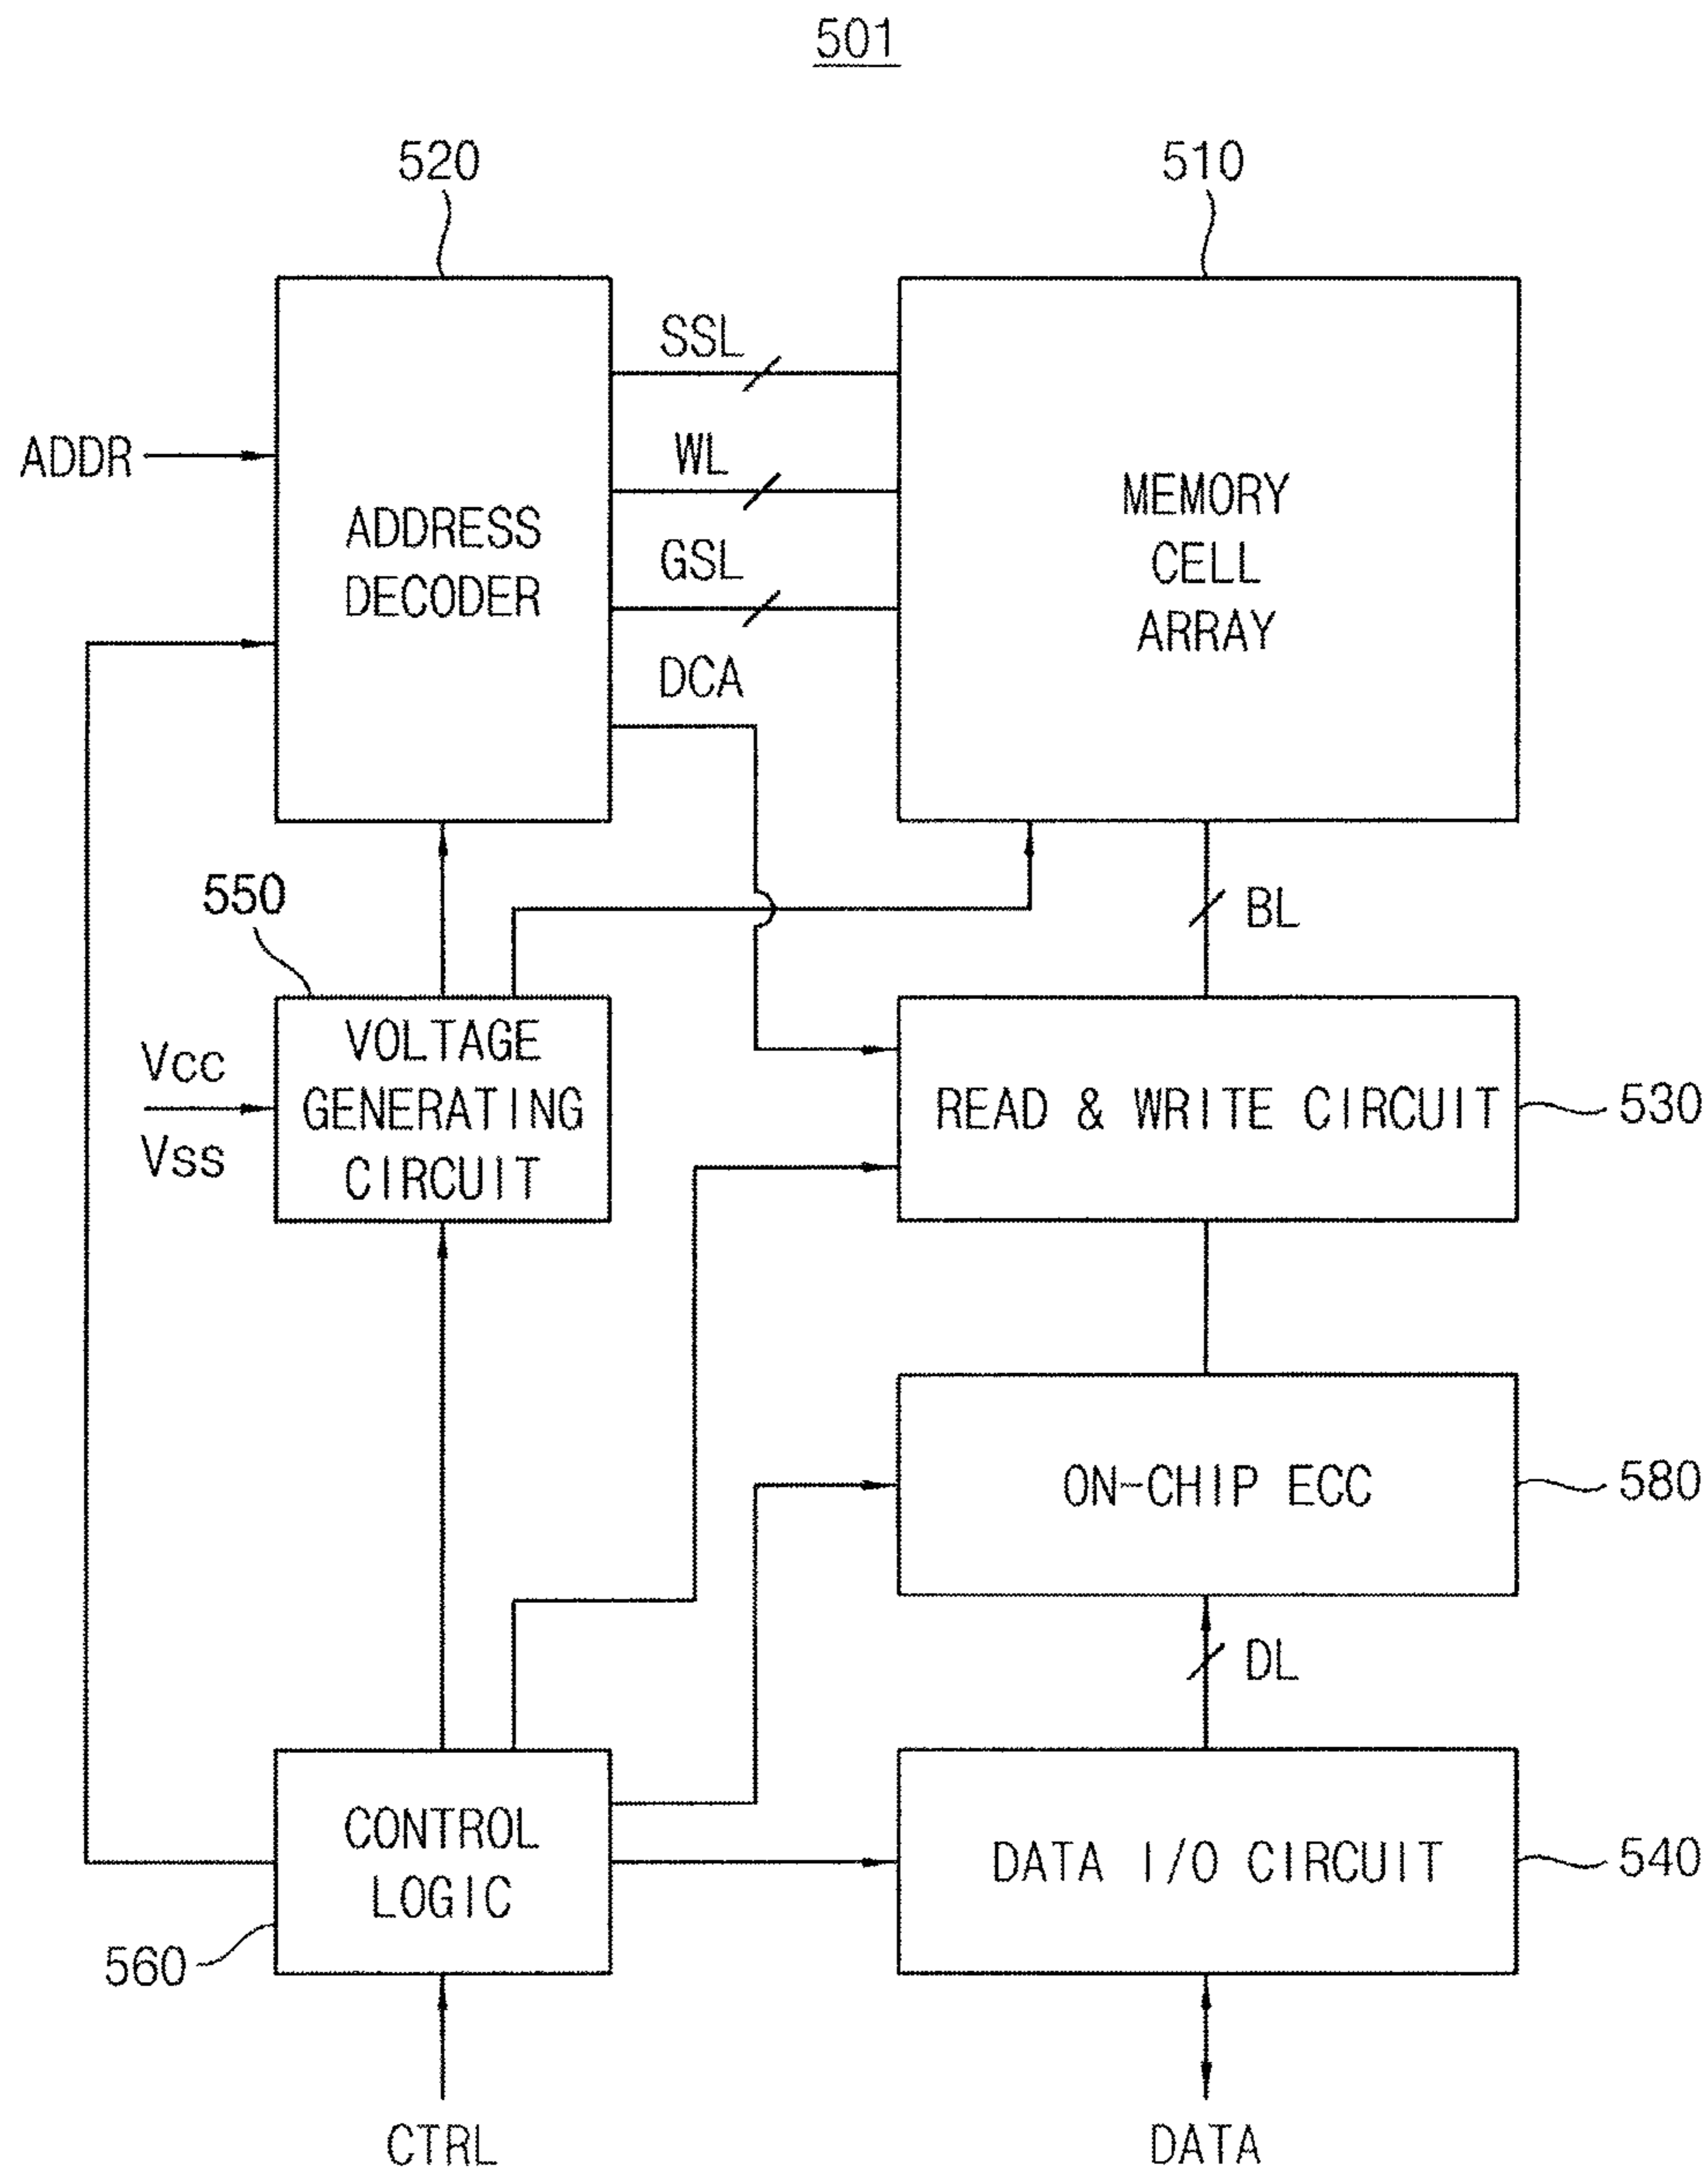 501
520
510
SSL
ADDR
WL
MEMORY
CELL
ARRAY
ADDRESS
DECODER
GSL
DCA
550
BL
Vcc
Vss
VOLTAGE
GENERATING
CIRCUIT
READ & WRITE CIRCUIT
530
ON-CHIP ECC
580
DL
CONTROL
LOGIC
DATA I/O CIRCUIT
540
560
CTRL
DATA